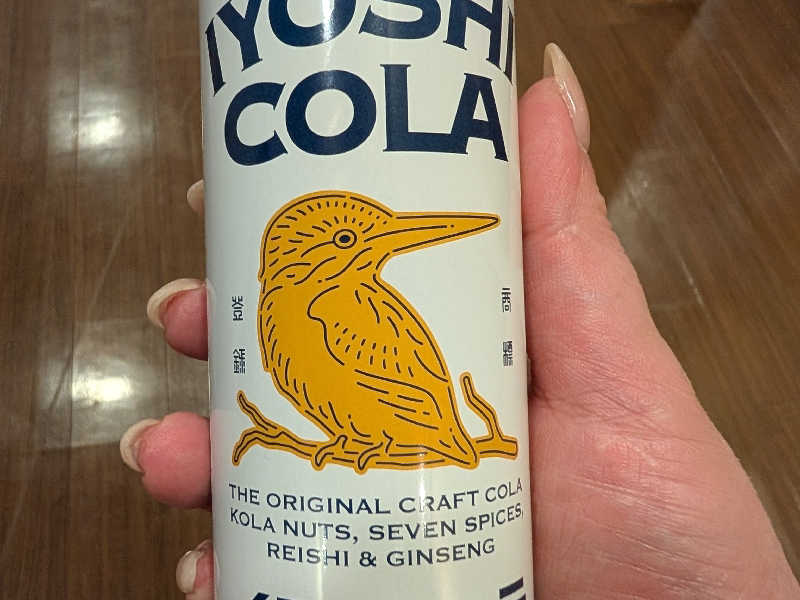 IYOSHI
COLA
THE ORIGINAL CRAFT COLA
KOLA NUTS, SEVEN SPICES,
REISHI & GINSENG